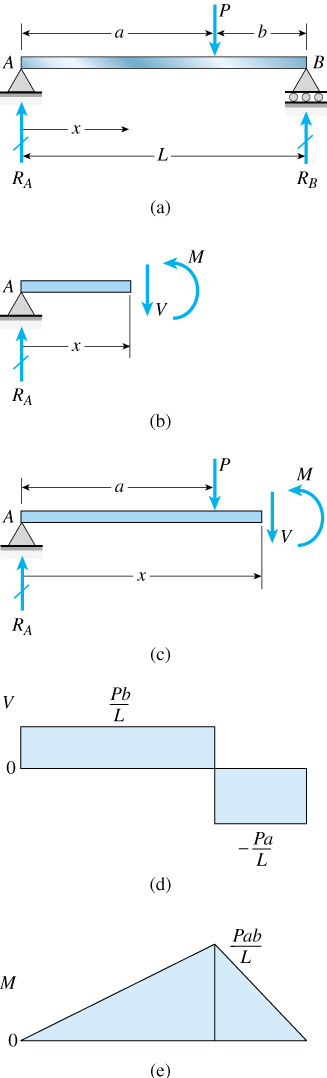 P
a b
A B
x
L
R_A R_B
(a)
M
A
V
x
R_A
(b)
P M
a
A
V
x
R_A
(c)
V Pb/L
0
-Pa/L
(d)
Pab/L
M
0
(e)